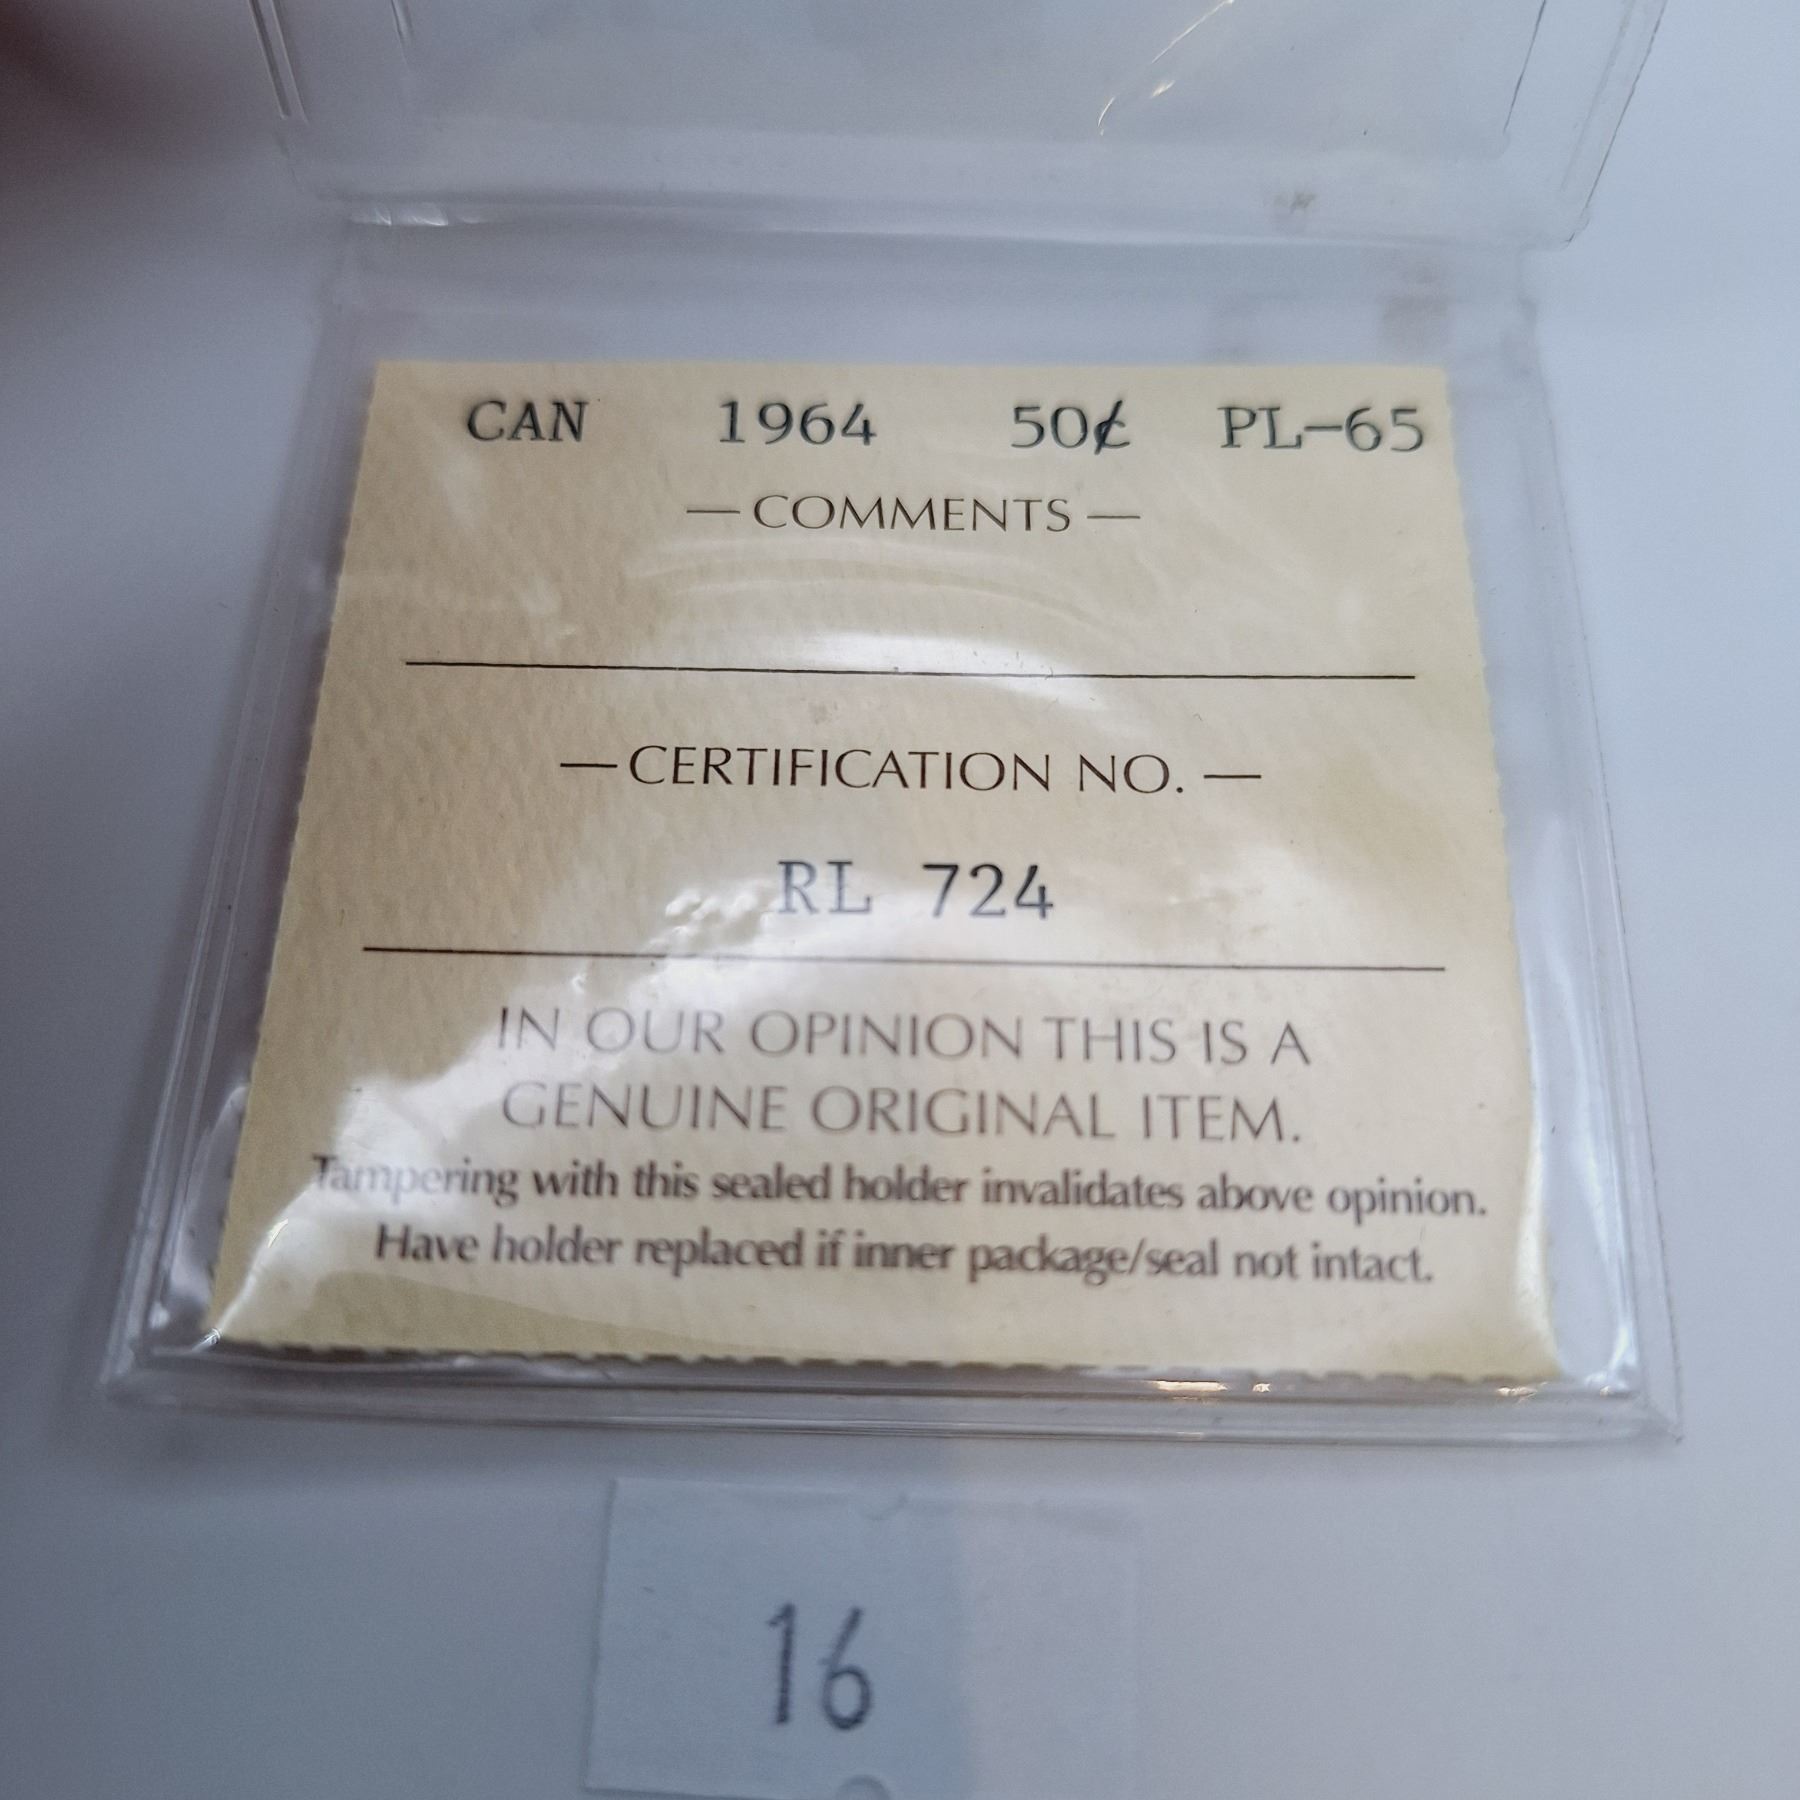 CAN 1964 50¢ PL-65
— COMMENTS —
— CERTIFICATION NO. —
RL 724
IN OUR OPINION THIS IS A
GENUINE ORIGINAL ITEM.
Tampering with this sealed holder invalidates above opinion.
Have holder replaced if inner package/seal not intact.
16